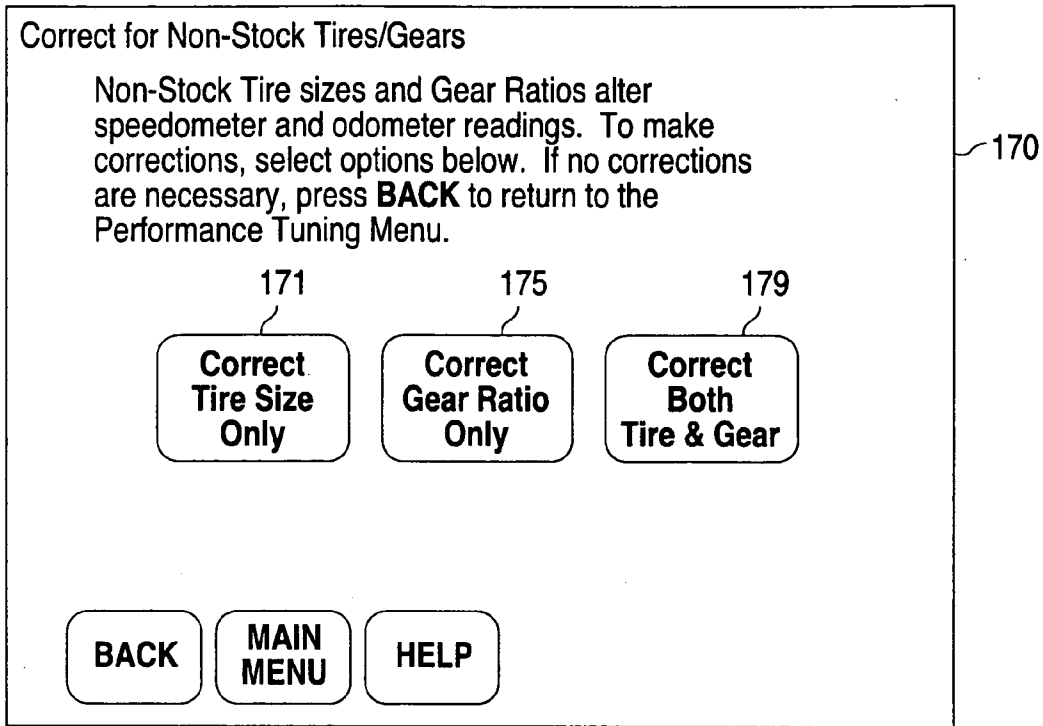 Correct for Non-Stock Tires/Gears
Non-Stock Tire sizes and Gear Ratios alter
speedometer and odometer readings. To make
corrections, select options below. If no corrections
are necessary, press BACK to return to the
Performance Tuning Menu.
170
171
175
179
Correct
Tire Size
Only
Correct
Gear Ratio
Only
Correct
Both
Tire & Gear
BACK
MAIN
MENU
HELP